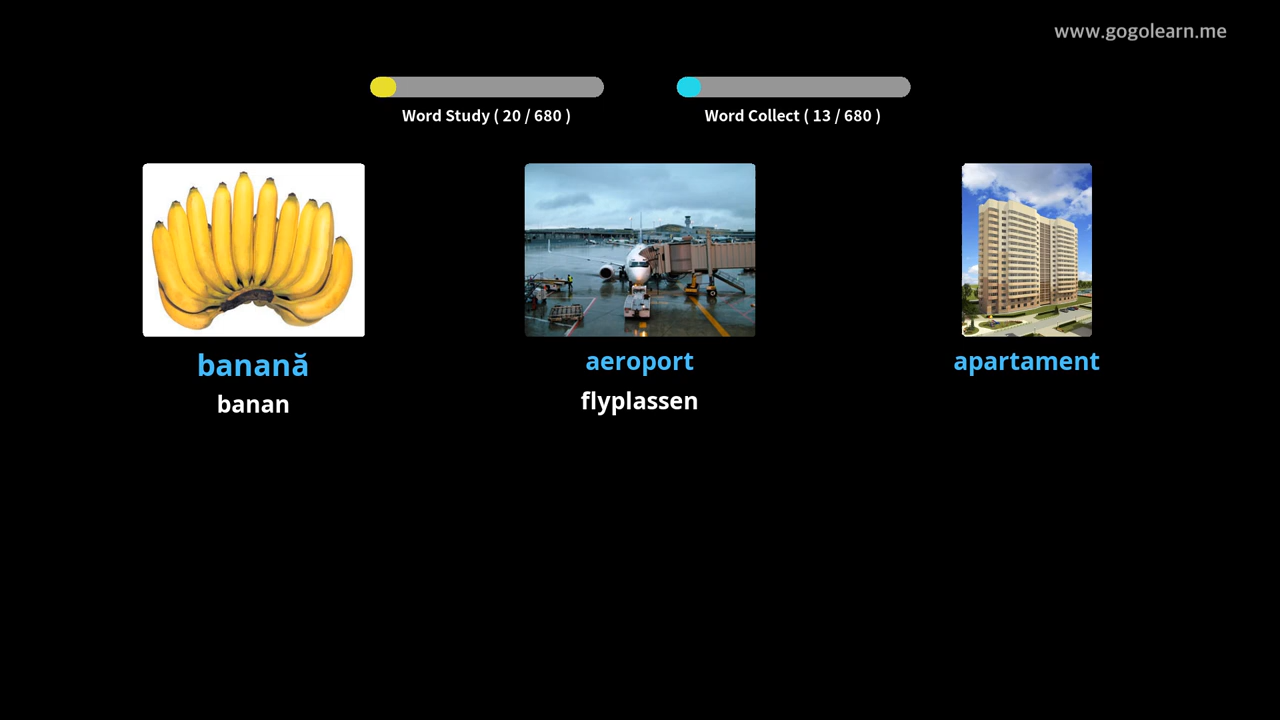 www.gogolearn.me
Word Study ( 20 / 680 )
Word Collect ( 13 / 680 )
banană
banan
aeroport
flyplassen
apartament